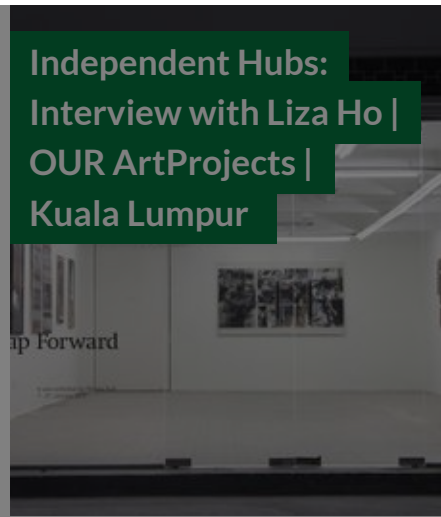 Independent Hubs:
Interview with Liza Ho |
OUR ArtProjects |
Kuala Lumpur
Forward